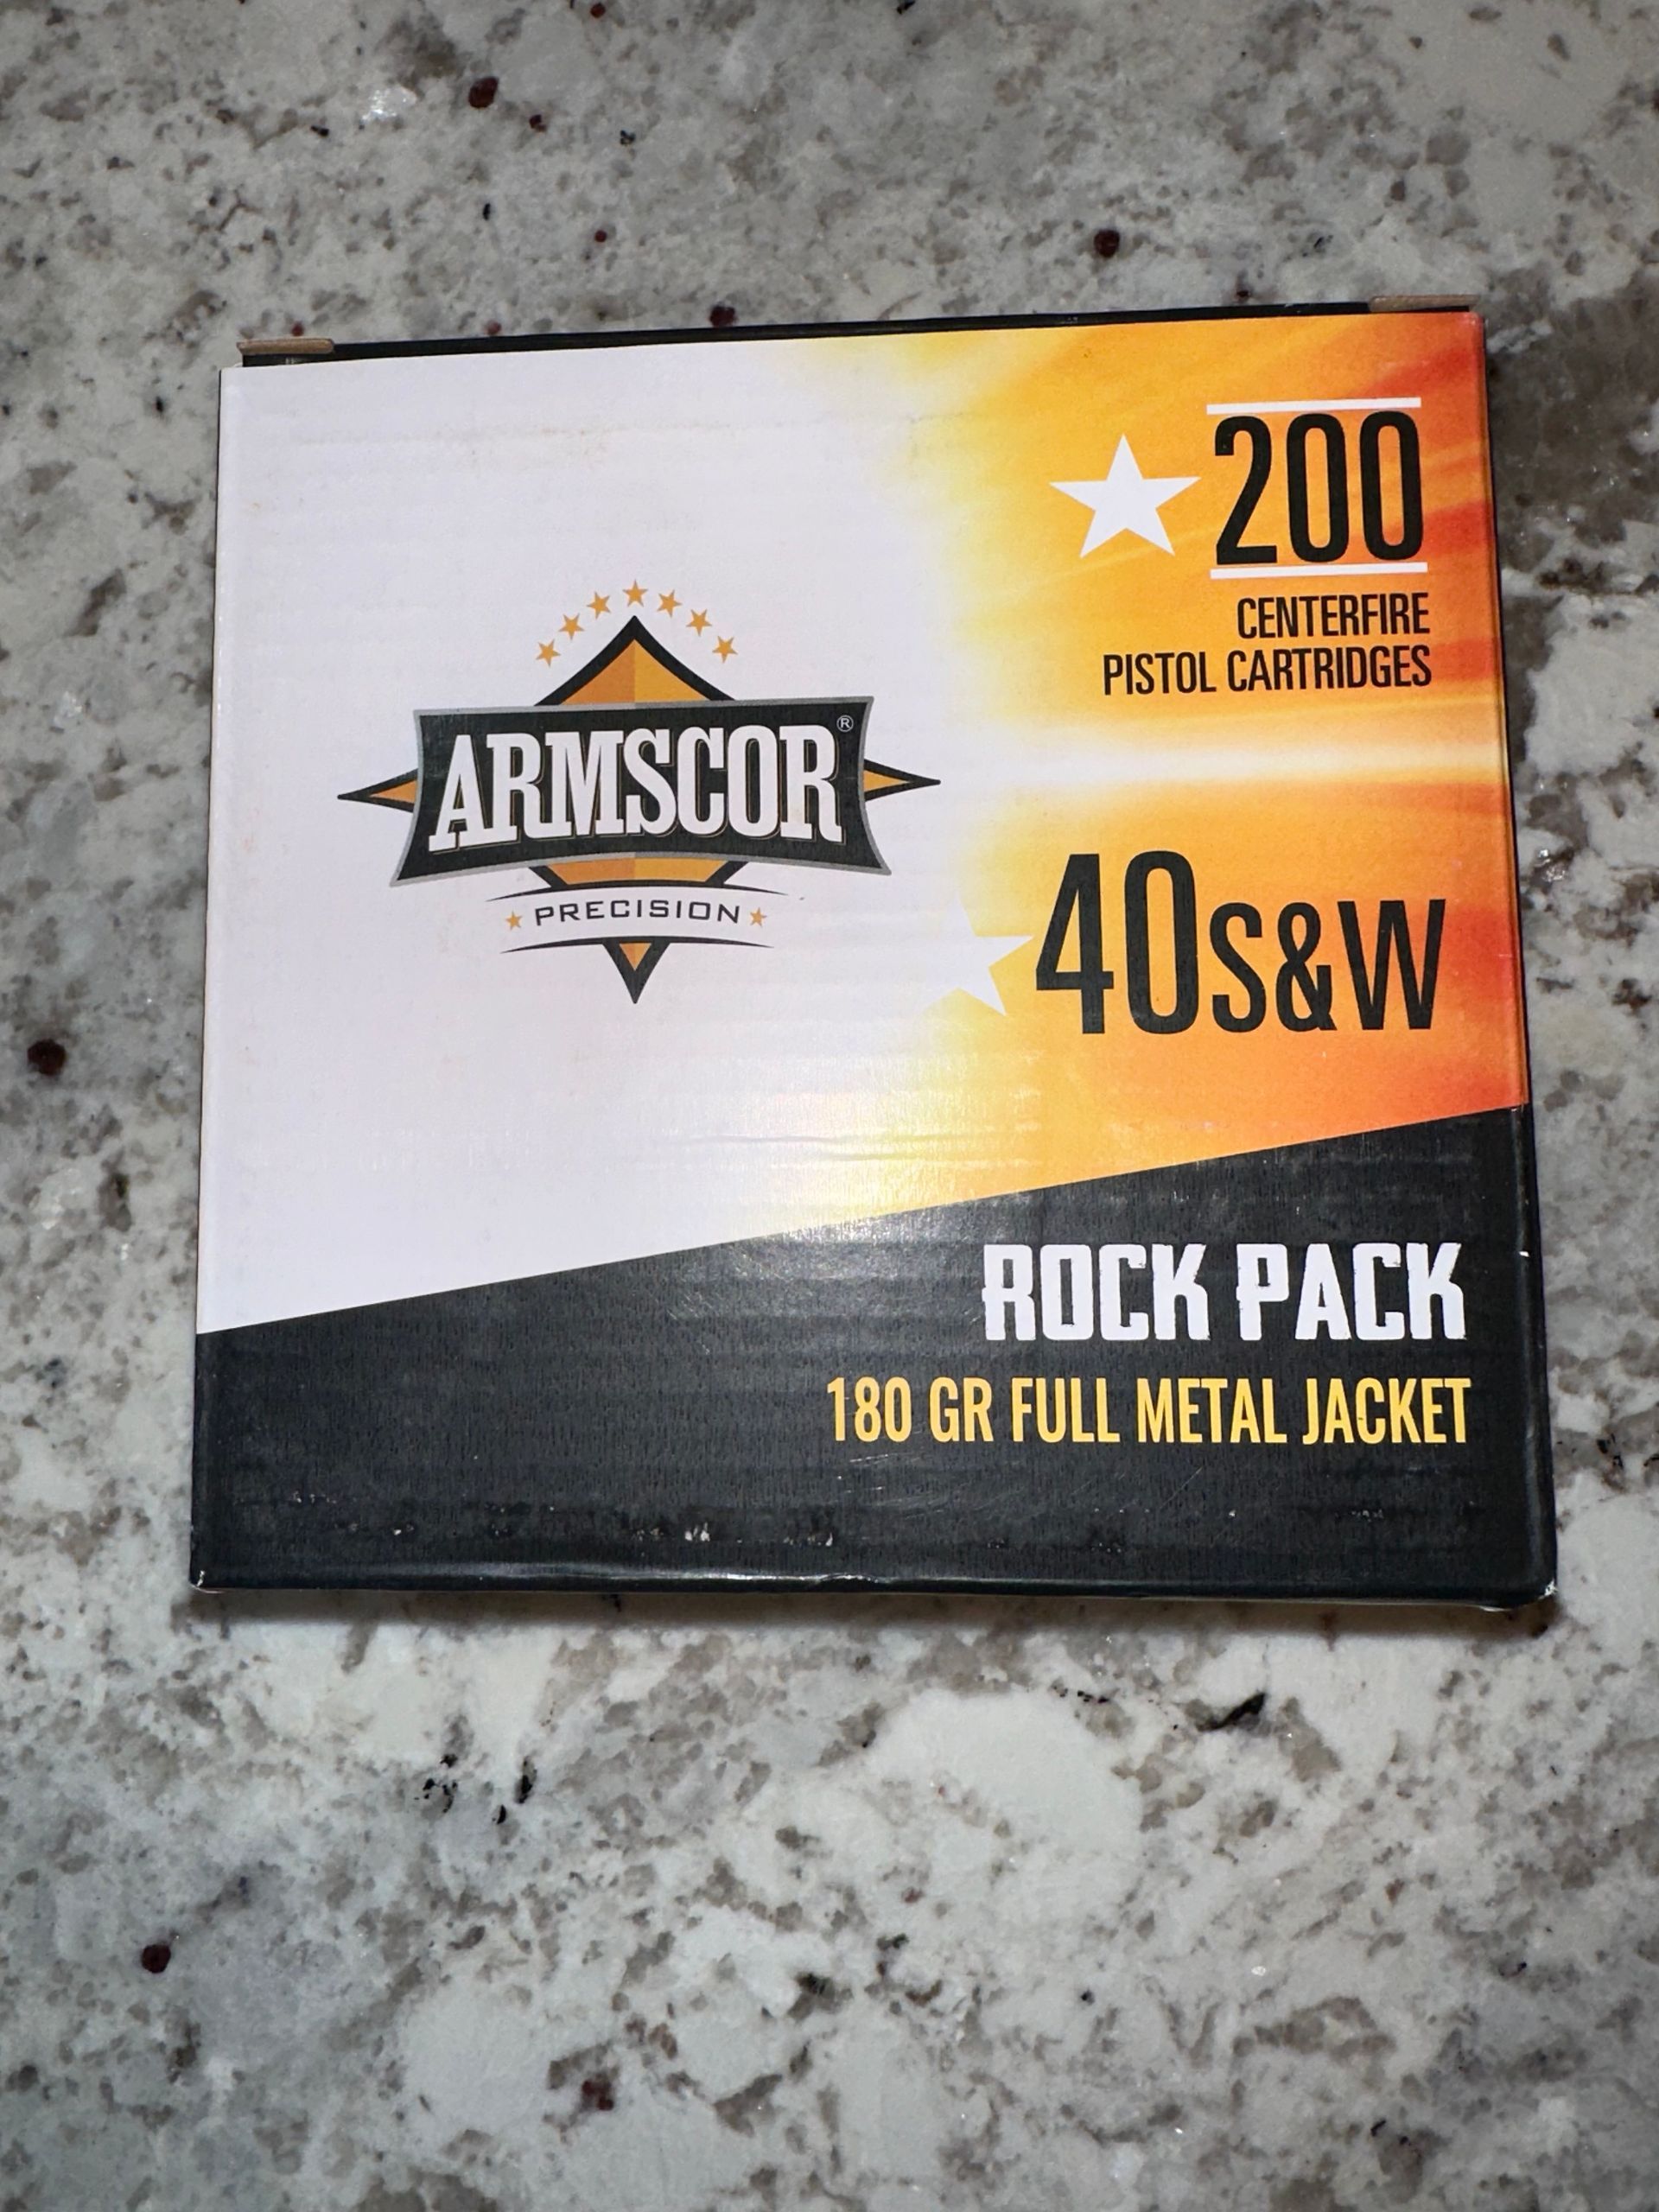 200
CENTERFIRE
PISTOL CARTRIDGES
ARMSCOR®
PRECISION
40S&W
ROCK PACK
180 GR FULL METAL JACKET